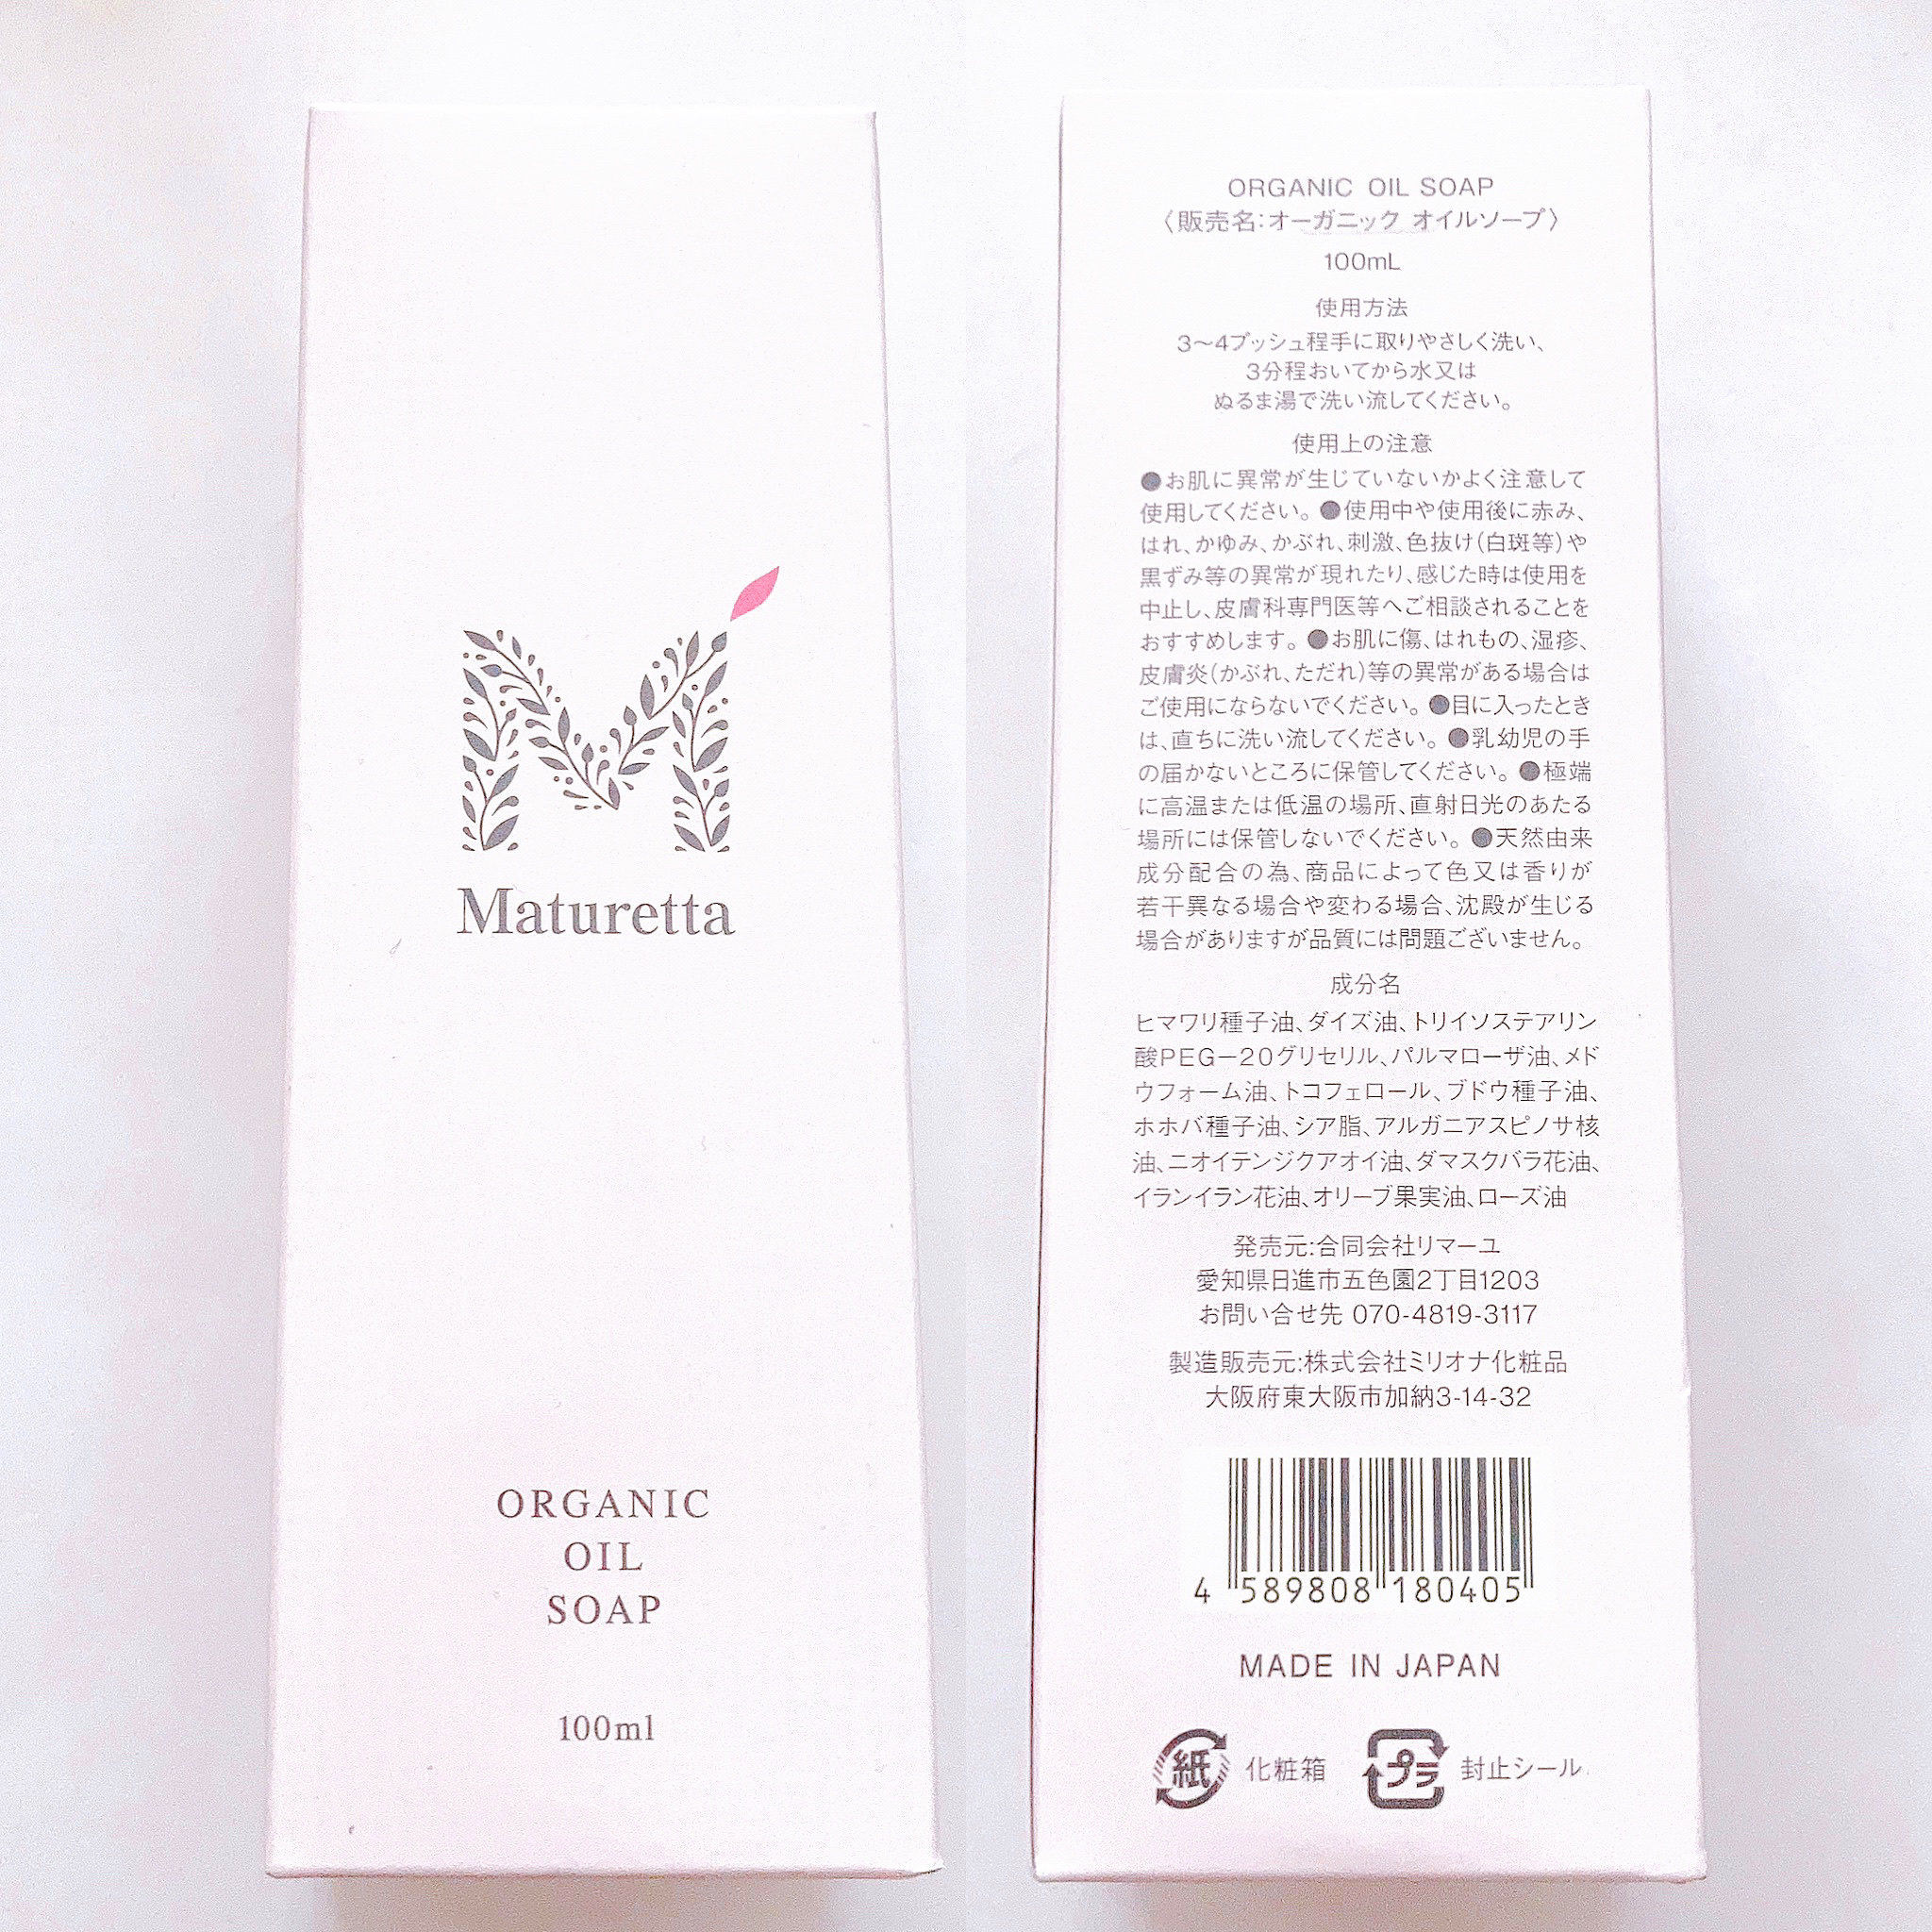 Maturetta
ORGANIC
OIL
SOAP
100ml
ORGANIC OIL SOAP
〈販売名:オーガニック オイルソープ〉
100mL
使用方法
3〜4プッシュ程手に取りやさしく洗い、
3分程おいてから水又は
ぬるま湯で洗い流してください。
使用上の注意
●お肌に異常が生じていないかよく注意して
使用してください。●使用中や使用後に赤み、
はれ、かゆみ、かぶれ、刺激、色抜け(白斑等)や
黒ずみ等の異常が現れたり、感じた時は使用を
中止し、皮膚科専門医等へご相談されることを
おすすめします。●お肌に傷、はれもの、湿疹、
皮膚炎(かぶれ、ただれ)等の異常がある場合は
ご使用にならないでください。●目に入ったとき
は、直ちに洗い流してください。●乳幼児の手
の届かないところに保管してください。●極端
に高温または低温の場所、直射日光のあたる
場所には保管しないでください。●天然由来
成分配合の為、商品によって色又は香りが
若干異なる場合や変わる場合、沈殿が生じる
場合がありますが品質には問題ございません。
成分名
ヒマワリ種子油、ダイズ油、トリイソステアリン
酸PEG−20グリセリル、パルマローザ油、メド
ウフォーム油、トコフェロール、ブドウ種子油、
ホホバ種子油、シア脂、アルガニアスピノサ核
油、ニオイテンジクアオイ油、ダマスクバラ花油、
イランイラン花油、オリーブ果実油、ローズ油
発売元:合同会社リマーユ
愛知県日進市五色園2丁目1203
お問い合せ先 070-4819-3117
製造販売元:株式会社ミリオナ化粧品
大阪府東大阪市加納3-14-32
4 589808 180405
MADE IN JAPAN
紙 化粧箱 プラ 封止シール